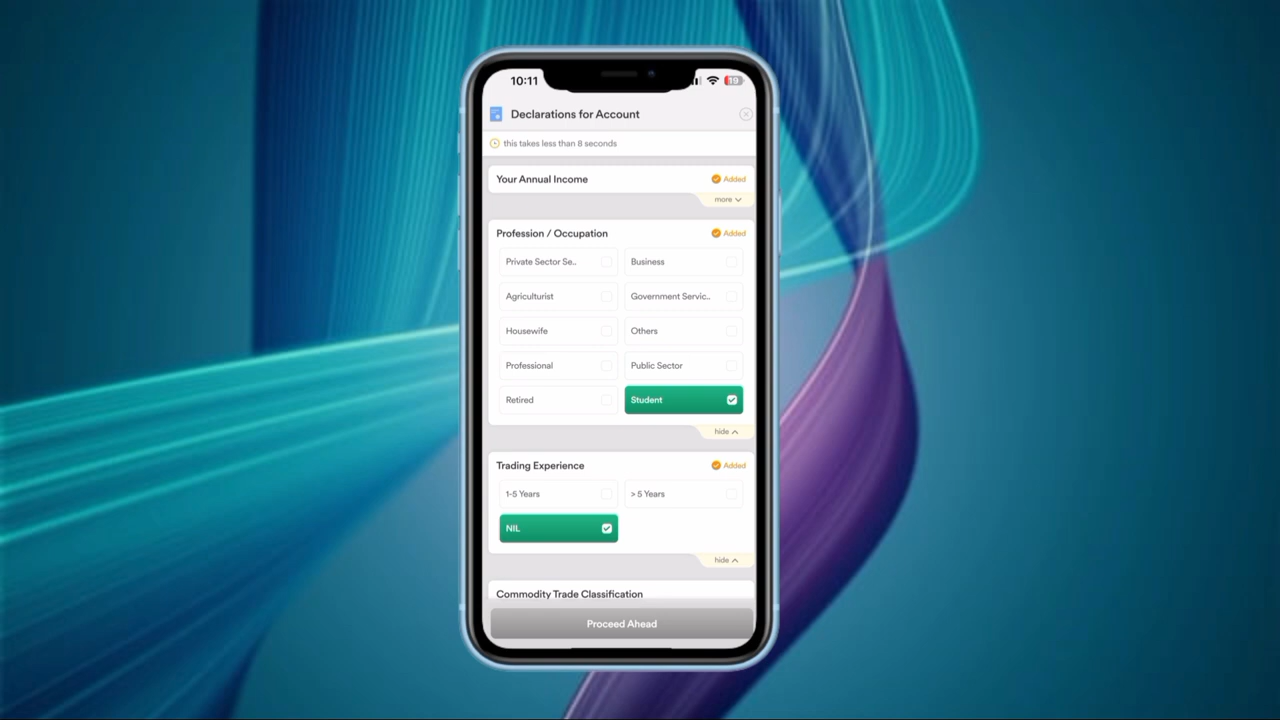 10:11
19
Declarations for Account
this takes less than 8 seconds
Your Annual Income
Added
more
Profession / Occupation
Added
Private Sector Se..
Business
Agriculturist
Government Servic..
Housewife
Others
Professional
Public Sector
Retired
Student
hide
Trading Experience
Added
1-5 Years
> 5 Years
NIL
hide
Commodity Trade Classification
Proceed Ahead